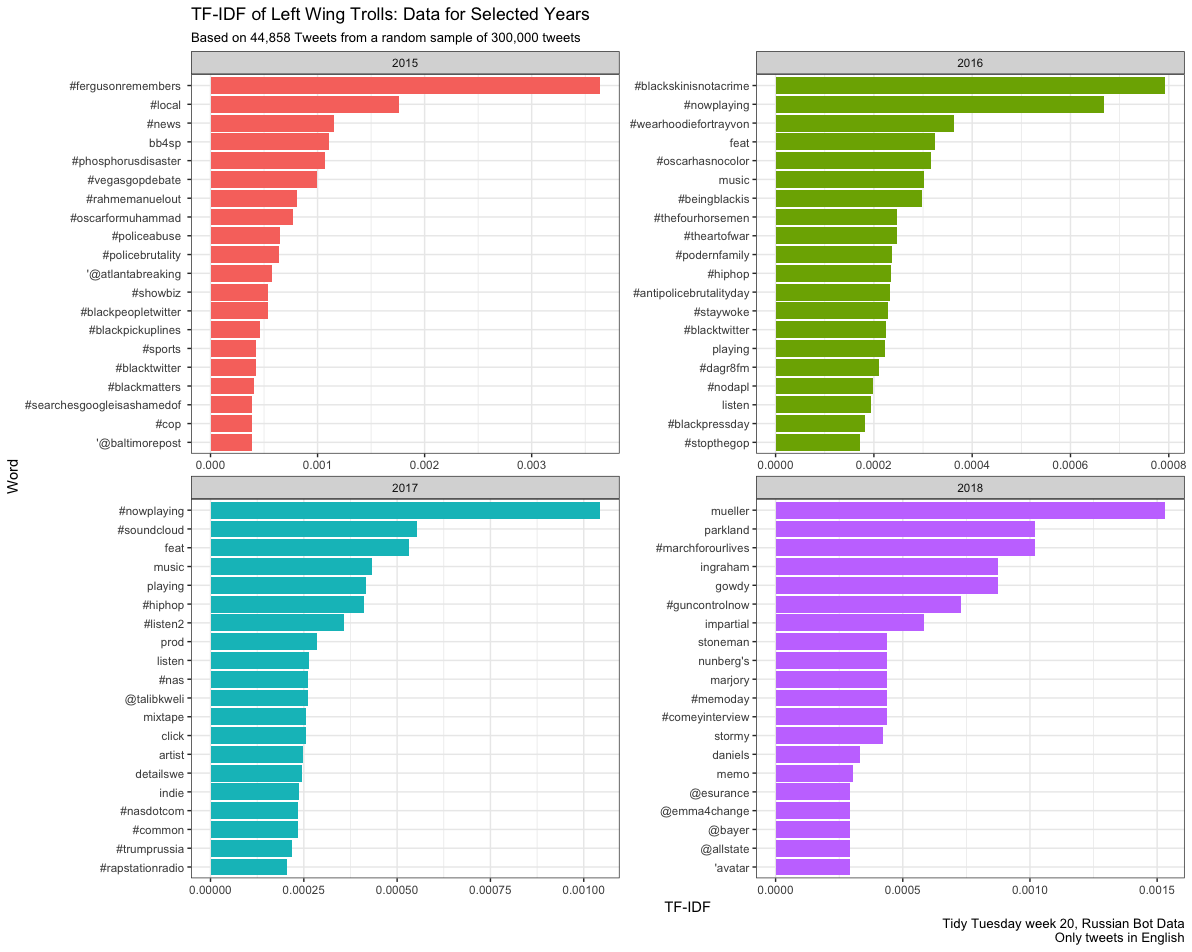 TF-IDF of Left Wing Trolls: Data for Selected Years
Based on 44,858 Tweets from a random sample of 300,000 tweets
2015
#fergusonremembers
#local
#news
bb4sp
#phosphorusdisaster
#vegasgopdebate
#rahmemanuelout
#oscarformuhammad
#policeabuse
#policebrutality
'@atlantabreaking
#showbiz
#blackpeopletwitter
#blackpickuplines
#sports
#blacktwitter
#blackmatters
#searchesgoogleisashamedof
#cop
'@baltimorepost
0.000 0.001 0.002 0.003
2016
#blackskinisnotacrime
#nowplaying
#wearhoodiefortrayvon
feat
#oscarhasnocolor
music
#beingblackis
#thefourhorsemen
#theartofwar
#podernfamily
#hiphop
#antipolicebrutalityday
#staywoke
#blacktwitter
playing
#dagr8fm
#nodapl
listen
#blackpressday
#stopthegop
0.0000 0.0002 0.0004 0.0006 0.0008
Word
2017
#nowplaying
#soundcloud
feat
music
playing
#hiphop
#listen2
prod
listen
#nas
@talibkweli
mixtape
click
artist
detailswe
indie
#nasdotcom
#common
#trumprussia
#rapstationradio
0.00000 0.00025 0.00050 0.00075 0.00100
2018
mueller
parkland
#marchforourlives
ingraham
gowdy
#guncontrolnow
impartial
stoneman
nunberg's
marjory
#memoday
#comeyinterview
stormy
daniels
memo
@esurance
@emma4change
@bayer
@allstate
'avatar
0.0000 0.0005 0.0010 0.0015
TF-IDF
Tidy Tuesday week 20, Russian Bot Data
Only tweets in English